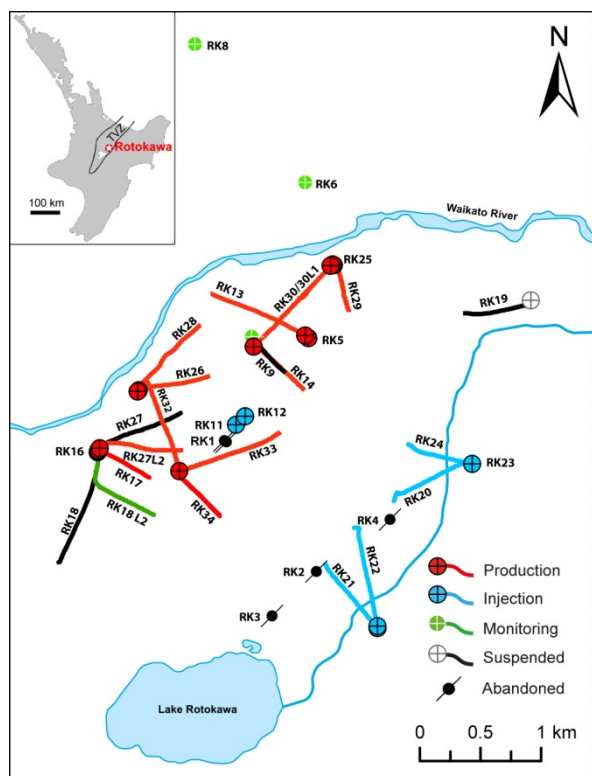 RK8
N
TVZ
Rotokawa
100 km
RK6
Waikato River
RK25
RK30/30L1
RK13
RK29
RK19
RK28
RK5
RK9
RK14
RK26
RK32
RK12
RK11
RK27
RK1
RK24
RK16
RK27L2
RK33
RK23
RK17
RK20
RK18
RK18 L2
RK34
RK4
RK22
RK2
RK21
Production
Injection
RK3
Monitoring
Suspended
Abandoned
Lake Rotokawa
0 0.5 1 km